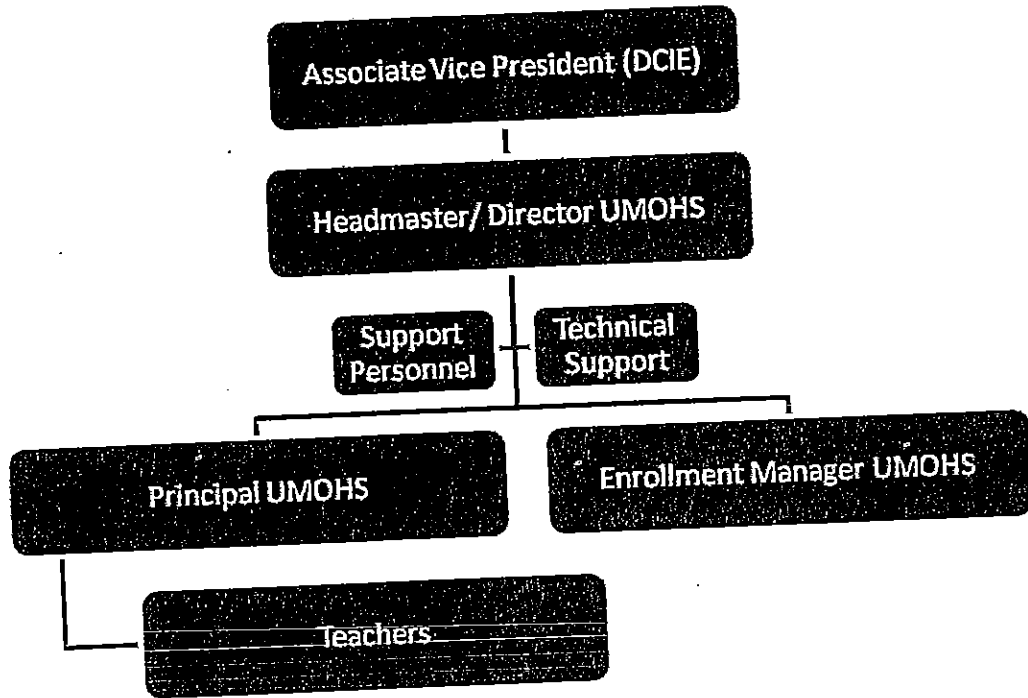 Associate Vice President (DCIE)
Headmaster/ Director UMOHS
Support
Personnel
Technical
Support
Principal UMOHS
Enrollment Manager UMOHS
Teachers